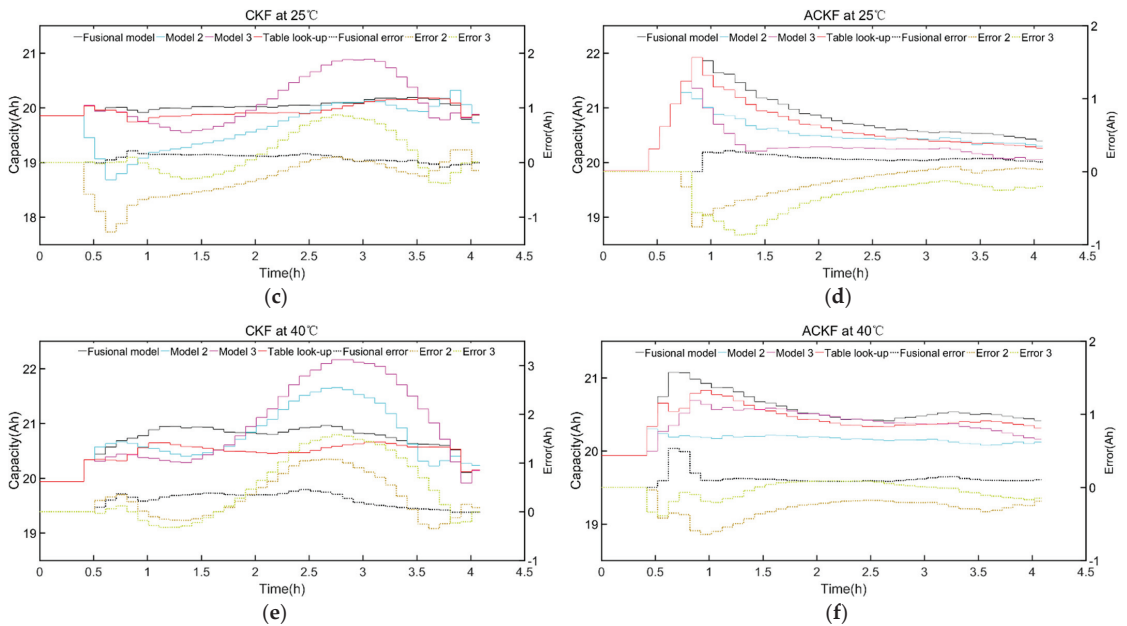 CKF at 25℃
Fusional model Model 2 Model 3 Table look-up Fusional error Error 2 Error 3
21
20
19
18
Capacity(Ah)
2
1
0
-1
Error(Ah)
0 0.5 1 1.5 2 2.5 3 3.5 4 4.5
Time(h)
(c)
ACKF at 25℃
Fusional model Model 2 Model 3 Table look-up Fusional error Error 2 Error 3
22
21
20
19
18
Capacity(Ah)
2
1
0
-1
Error(Ah)
0 0.5 1 1.5 2 2.5 3 3.5 4 4.5
Time(h)
(d)
CKF at 40℃
Fusional model Model 2 Model 3 Table look-up Fusional error Error 2 Error 3
22
21
20
19
Capacity(Ah)
3
2
1
0
-1
Error(Ah)
0 0.5 1 1.5 2 2.5 3 3.5 4 4.5
Time(h)
(e)
ACKF at 40℃
Fusional model Model 2 Model 3 Table look-up Fusional error Error 2 Error 3
21
20
19
Capacity(Ah)
2
1
0
-1
Error(Ah)
0 0.5 1 1.5 2 2.5 3 3.5 4 4.5
Time(h)
(f)